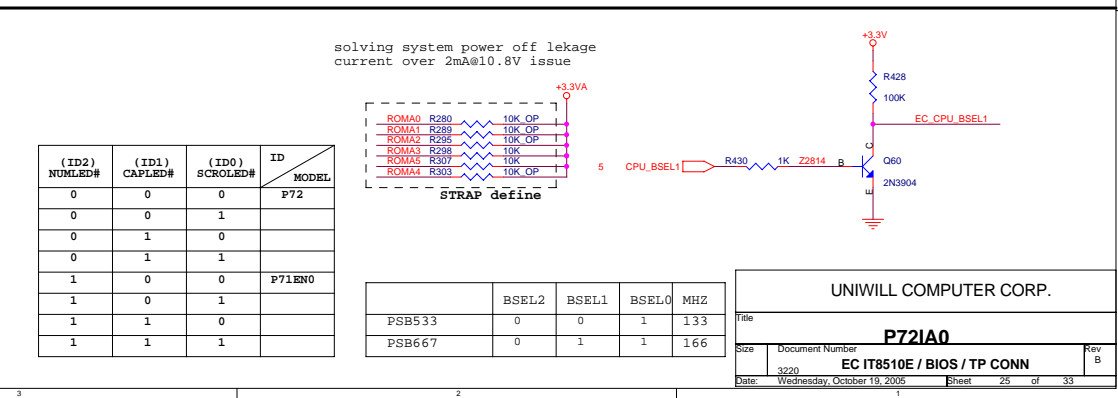 solving system power off lekage
current over 2mA@10.8V issue
+3.3VA
ROMA0 R280 10K_OP
ROMA1 R289 10K_OP
ROMA2 R295 10K_OP
ROMA3 R298 10K
ROMA5 R307 10K
ROMA4 R303 10K_OP
STRAP define
+3.3V
R428
100K
EC_CPU_BSEL1
5 CPU_BSEL1 R430 1K Z2814 B
C
Q60
2N3904
E
(ID2) (ID1) (ID0) ID
NUMLED# CAPLED# SCROLED# MODEL
0 0 0 P72
0 0 1
0 1 0
0 1 1
1 0 0 P71EN0
1 0 1
1 1 0
1 1 1
BSEL2 BSEL1 BSEL0 MHZ
PSB533 0 0 1 133
PSB667 0 1 1 166
UNIWILL COMPUTER CORP.
Title
P72IA0
Size Document Number Rev
3220 EC IT8510E / BIOS / TP CONN B
Date: Wednesday, October 19, 2005 Sheet 25 of 33
3 2 1